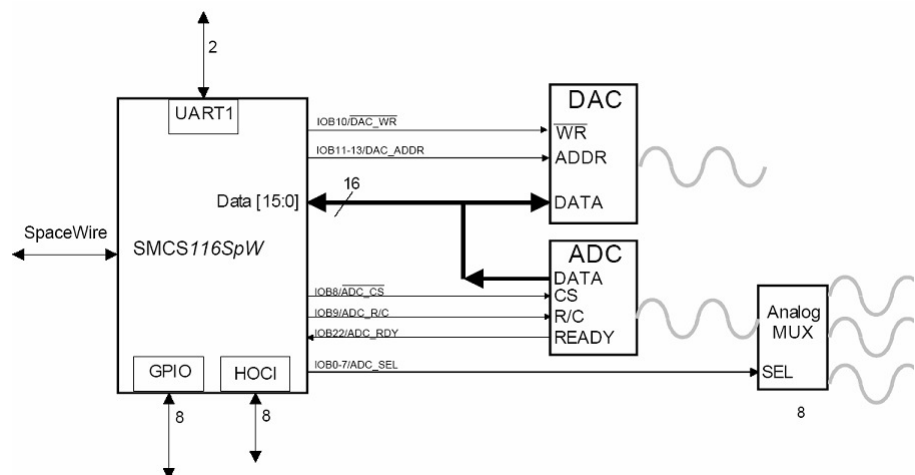 2
UART1
DAC
IOB10/DAC_WR
WR
IOB11-13/DAC_ADDR
ADDR
16
Data [15:0]
DATA
SpaceWire
SMCS116SpW
ADC
DATA
IOB8/ADC_CS
CS
IOB9/ADC_R/C
R/C
IOB22/ADC_RDY
READY
Analog
MUX
IOB0-7/ADC_SEL
SEL
GPIO
HOCI
8
8
8